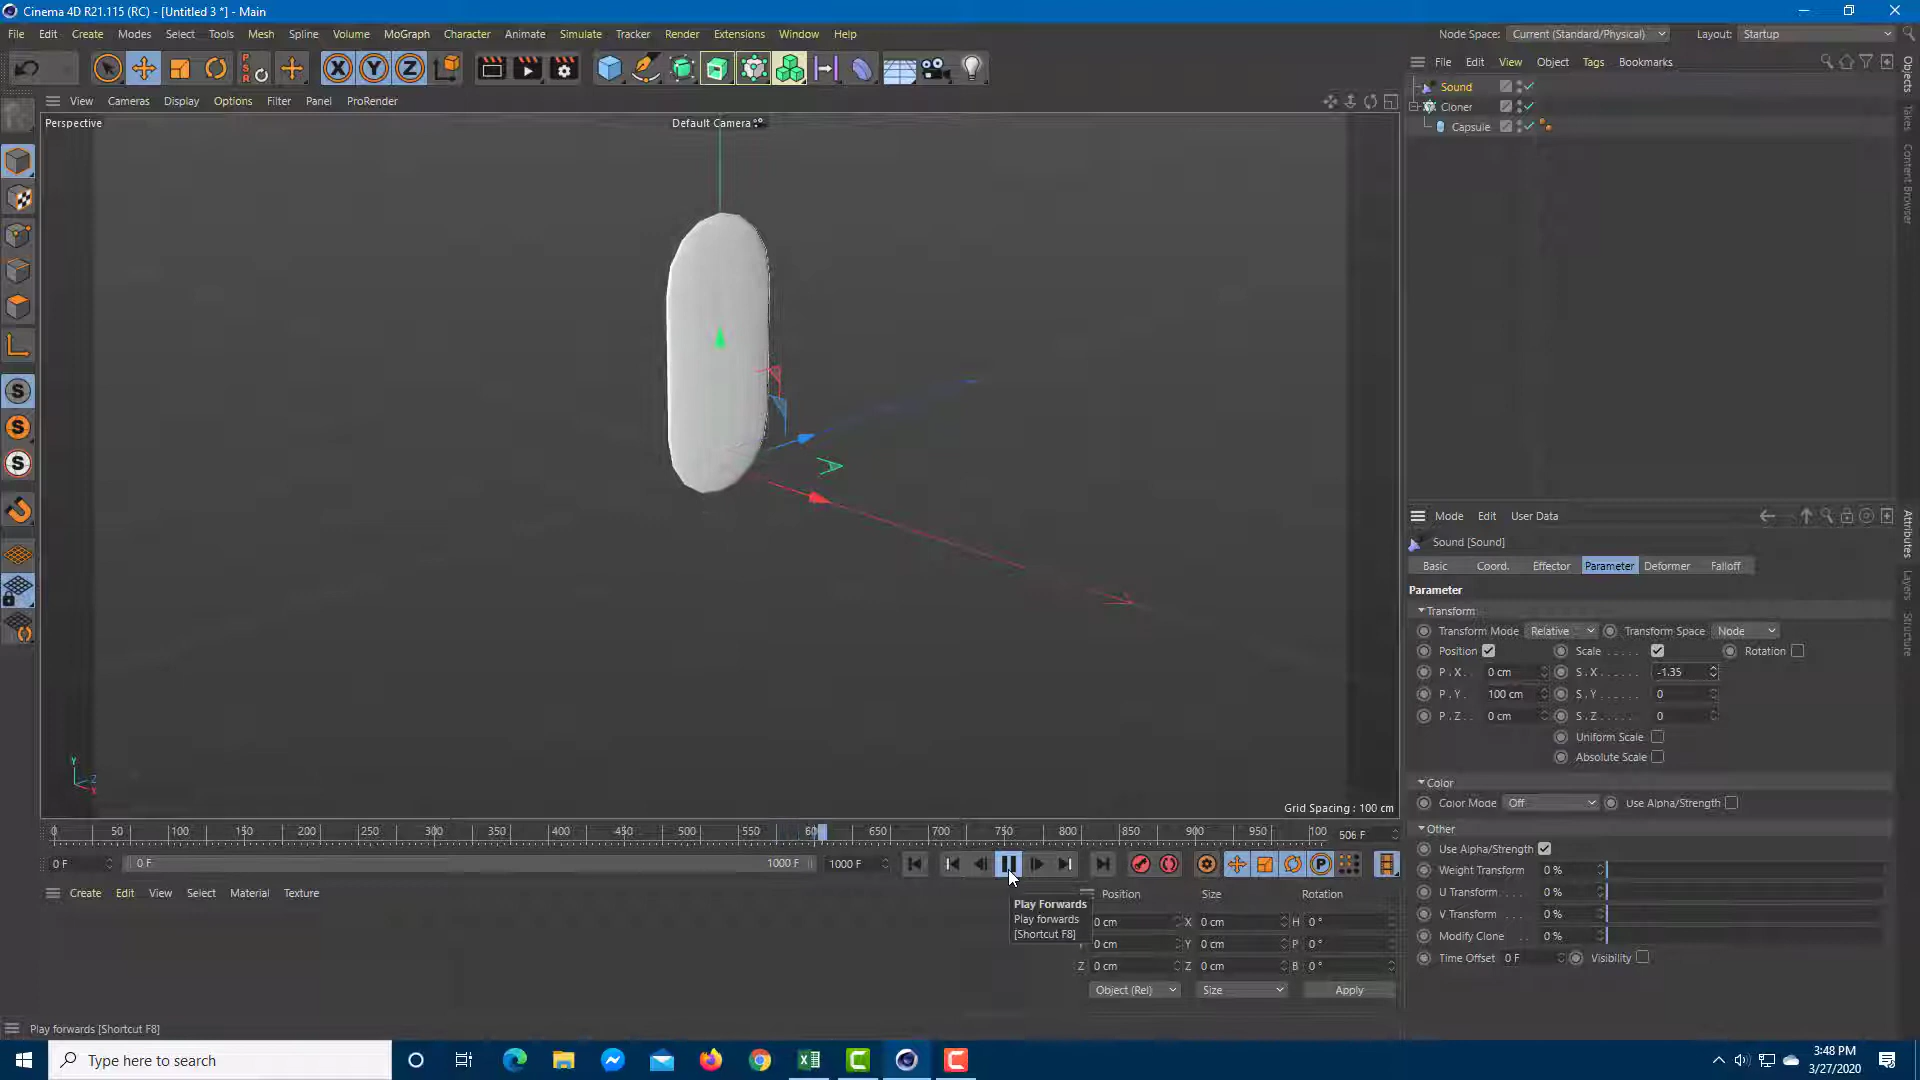 Cinema 4D R21.115 (RC) - [Untitled 3 *] - Main
File Edit Create Modes Select Tools Mesh Spline Volume MoGraph Character Animate Simulate Tracker Render Extensions Window Help
Node Space: Current (Standard/Physical) Layout: Startup
P S R X Y Z
File Edit View Object Tags Bookmarks
View Cameras Display Options Filter Panel ProRender
Sound
Cloner
Capsule
Perspective
Default Camera
Objects
Takes
Content Browser
Mode Edit User Data
Sound [Sound]
Basic Coord. Effector Parameter Deformer Falloff
Parameter
Transform
Transform Mode Relative Transform Space Node
Position Scale Rotation
P . X 0 cm S . X -1.35
P . Y 100 cm S . Y 0
P . Z 0 cm S . Z 0
Uniform Scale
Absolute Scale
Color
Color Mode Off Use Alpha/Strength
Other
Use Alpha/Strength
Weight Transform 0 %
U Transform 0 %
V Transform 0 %
Modify Clone 0 %
Time Offset 0 F Visibility
Attributes
Layers
Structure
Y
Z
X
Grid Spacing : 100 cm
0 50 100 150 200 250 300 350 400 450 500 550 60 650 700 750 800 850 900 950 100 506 F
0 F 0 F 1000 F 1000 F
Create Edit View Select Material Texture
Play Forwards
Play forwards
[Shortcut F8]
Position Size Rotation
0 cm X 0 cm H 0 °
0 cm Y 0 cm P 0 °
Z 0 cm Z 0 cm B 0 °
Object (Rel) Size Apply
Play forwards [Shortcut F8]
Type here to search
3:48 PM
3/27/2020